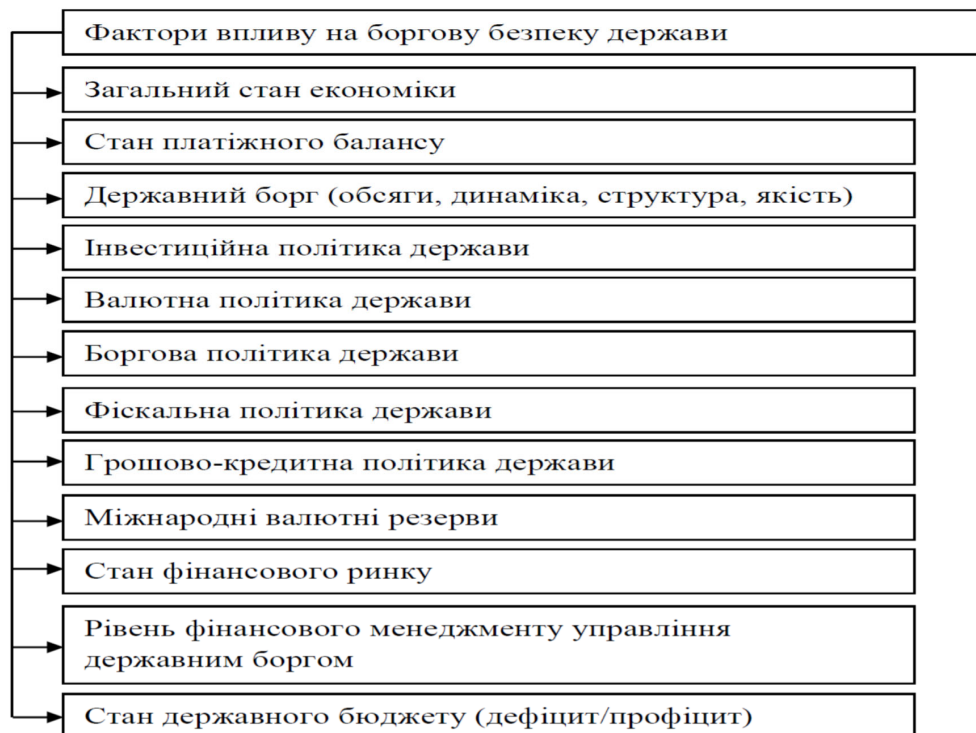 Фактори впливу на боргову безпеку держави
Загальний стан економіки
Стан платіжного балансу
Державний борг (обсяги, динаміка, структура, якість)
Інвестиційна політика держави
Валютна політика держави
Боргова політика держави
Фіскальна політика держави
Грошово-кредитна політика держави
Міжнародні валютні резерви
Стан фінансового ринку
Рівень фінансового менеджменту управління
державним боргом
Стан державного бюджету (дефіцит/профіцит)